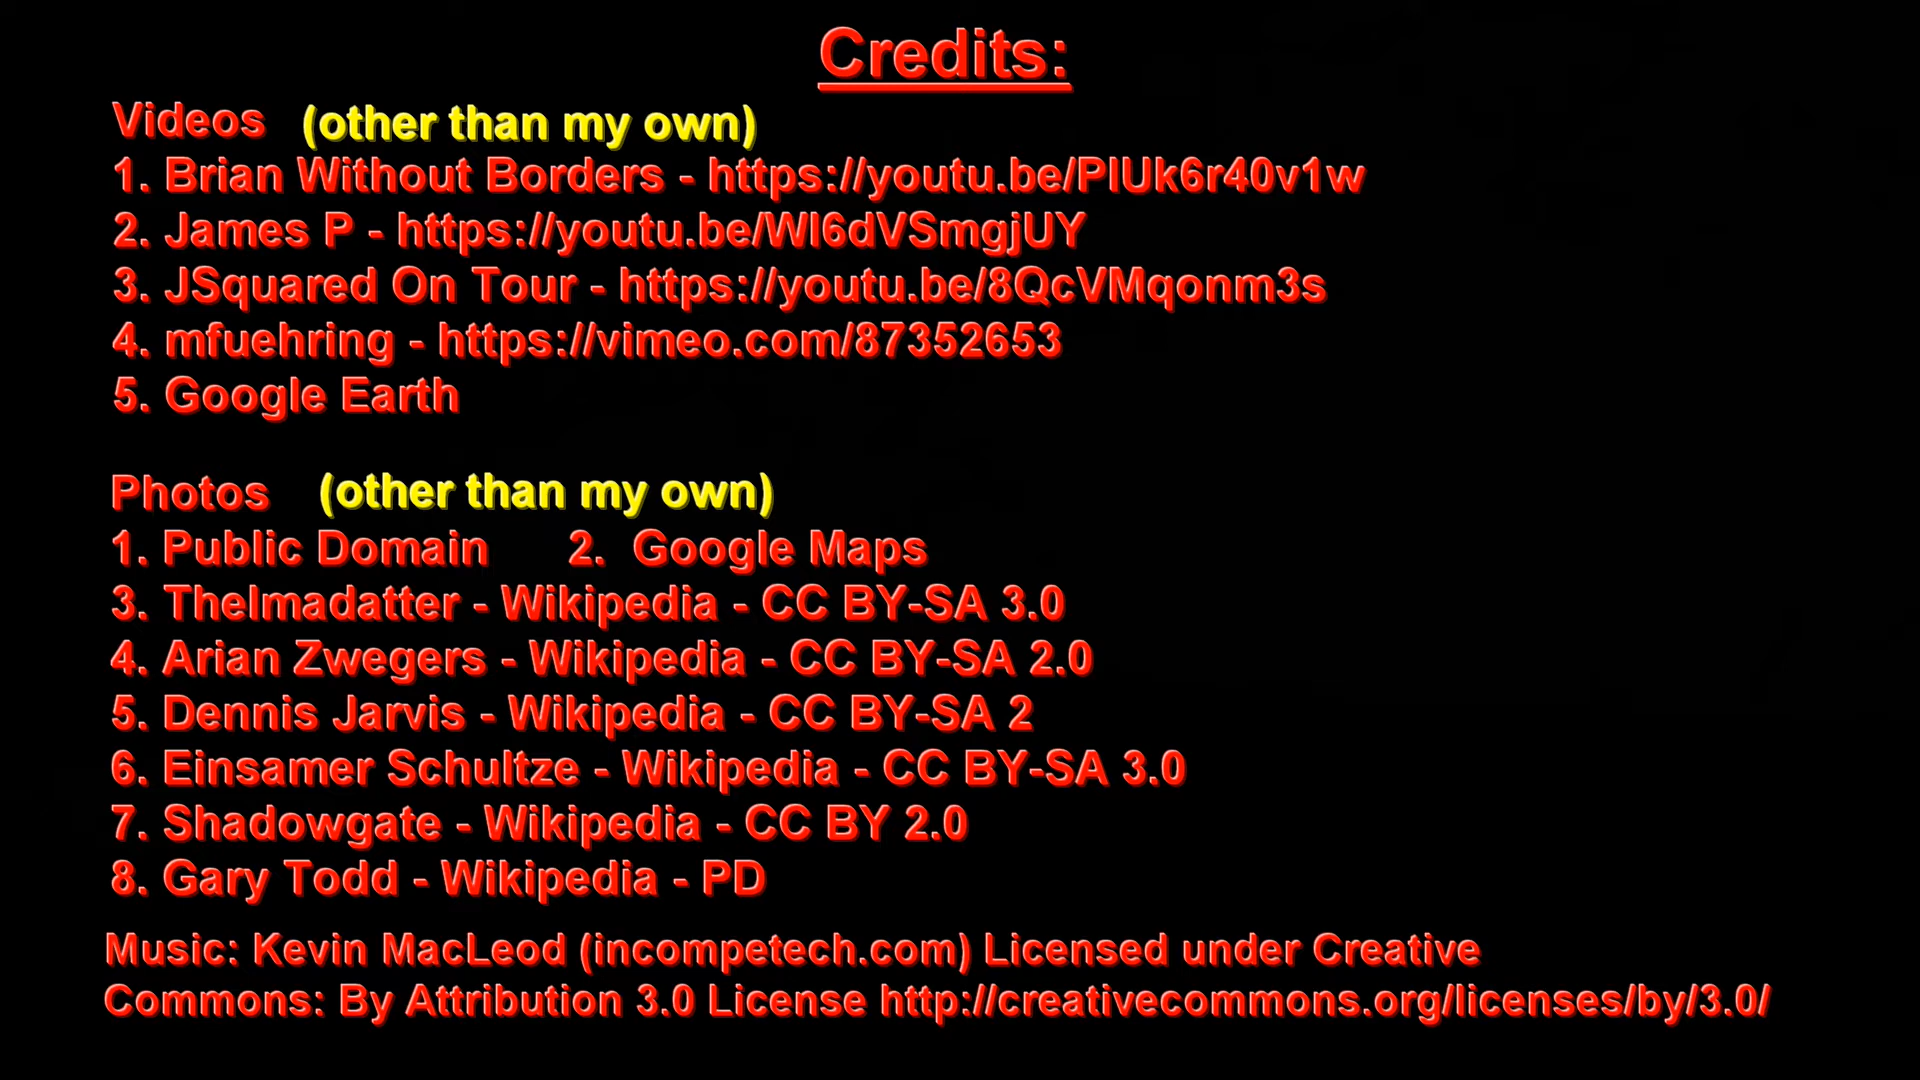 Credits:
Videos (other than my own)
1. Brian Without Borders - https://youtu.be/PlUk6r40v1w
2. James P - https://youtu.be/Wl6dVSmgjUY
3. JSquared On Tour - https://youtu.be/8QcVMqonm3s
4. mfuehring - https://vimeo.com/87352653
5. Google Earth
Photos (other than my own)
1. Public Domain 2. Google Maps
3. Thelmadatter - Wikipedia - CC BY-SA 3.0
4. Arian Zwegers - Wikipedia - CC BY-SA 2.0
5. Dennis Jarvis - Wikipedia - CC BY-SA 2
6. Einsamer Schultze - Wikipedia - CC BY-SA 3.0
7. Shadowgate - Wikipedia - CC BY 2.0
8. Gary Todd - Wikipedia - PD
Music: Kevin MacLeod (incompetech.com) Licensed under Creative
Commons: By Attribution 3.0 License http://creativecommons.org/licenses/by/3.0/